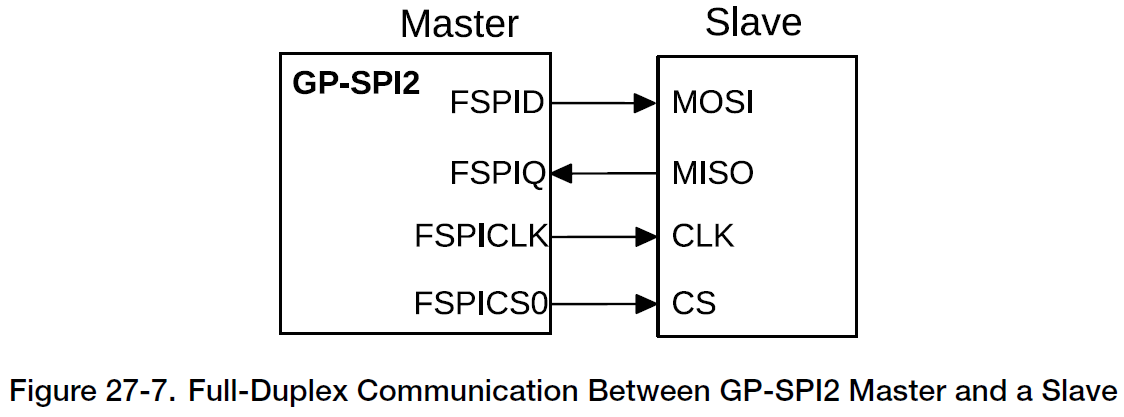 Master
Slave
GP-SPI2
FSPID
MOSI
FSPIQ
MISO
FSPICLK
CLK
FSPICS0
CS
Figure 27-7. Full-Duplex Communication Between GP-SPI2 Master and a Slave